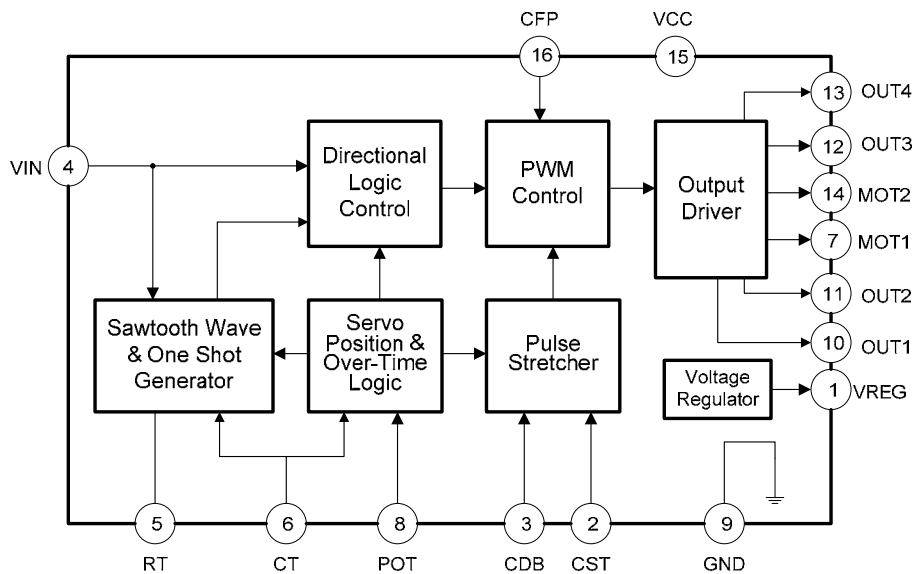 CFP
VCC
16
15
13
OUT4
12
OUT3
VIN
4
Directional
Logic
Control
PWM
Control
Output
Driver
14
MOT2
7
MOT1
11
OUT2
10
OUT1
Sawtooth Wave
& One Shot
Generator
Servo
Position &
Over-Time
Logic
Pulse
Stretcher
Voltage
Regulator
1
VREG
5
6
8
3
2
9
RT
CT
POT
CDB
CST
GND